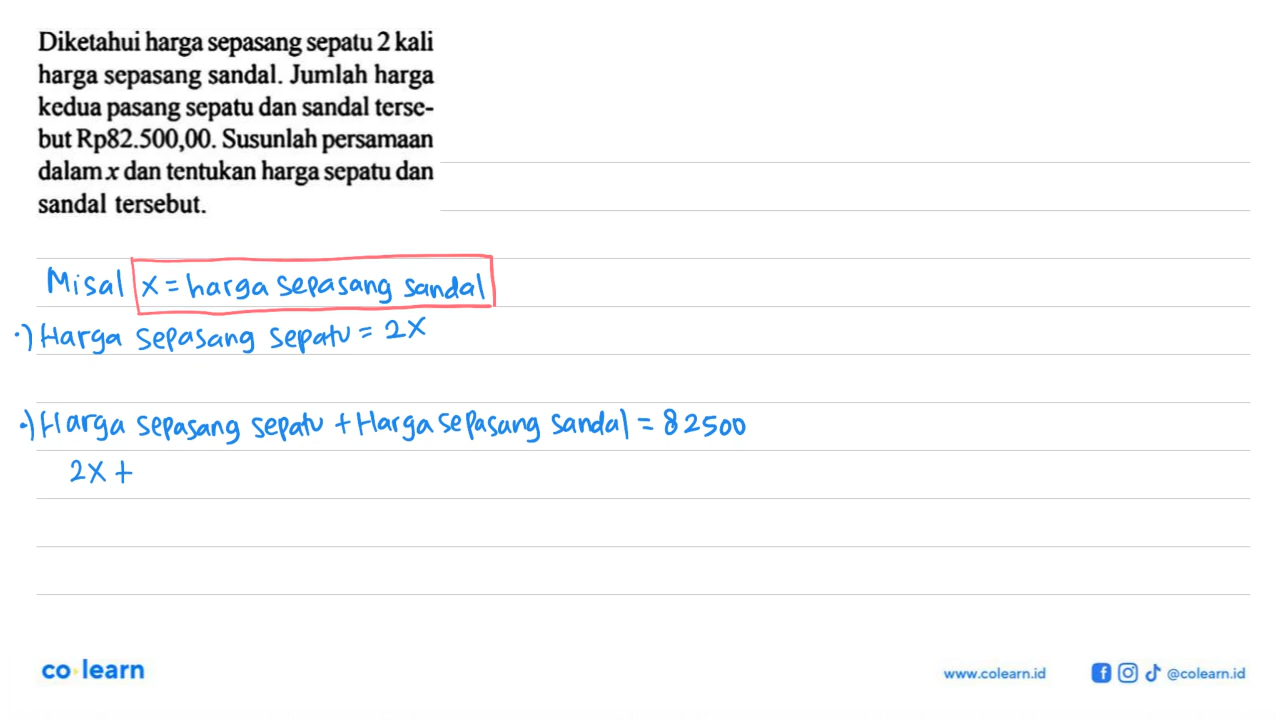 Diketahui harga sepasang sepatu 2 kali
harga sepasang sandal. Jumlah harga
kedua pasang sepatu dan sandal terse-
but Rp82.500,00. Susunlah persamaan
dalam x dan tentukan harga sepatu dan
sandal tersebut.
Misal x = harga sepasang sandal
•) Harga sepasang sepatu = 2x
•) Harga sepasang sepatu + Harga sepasang sandal = 82500
2x +
co learn
www.colearn.id @colearn.id